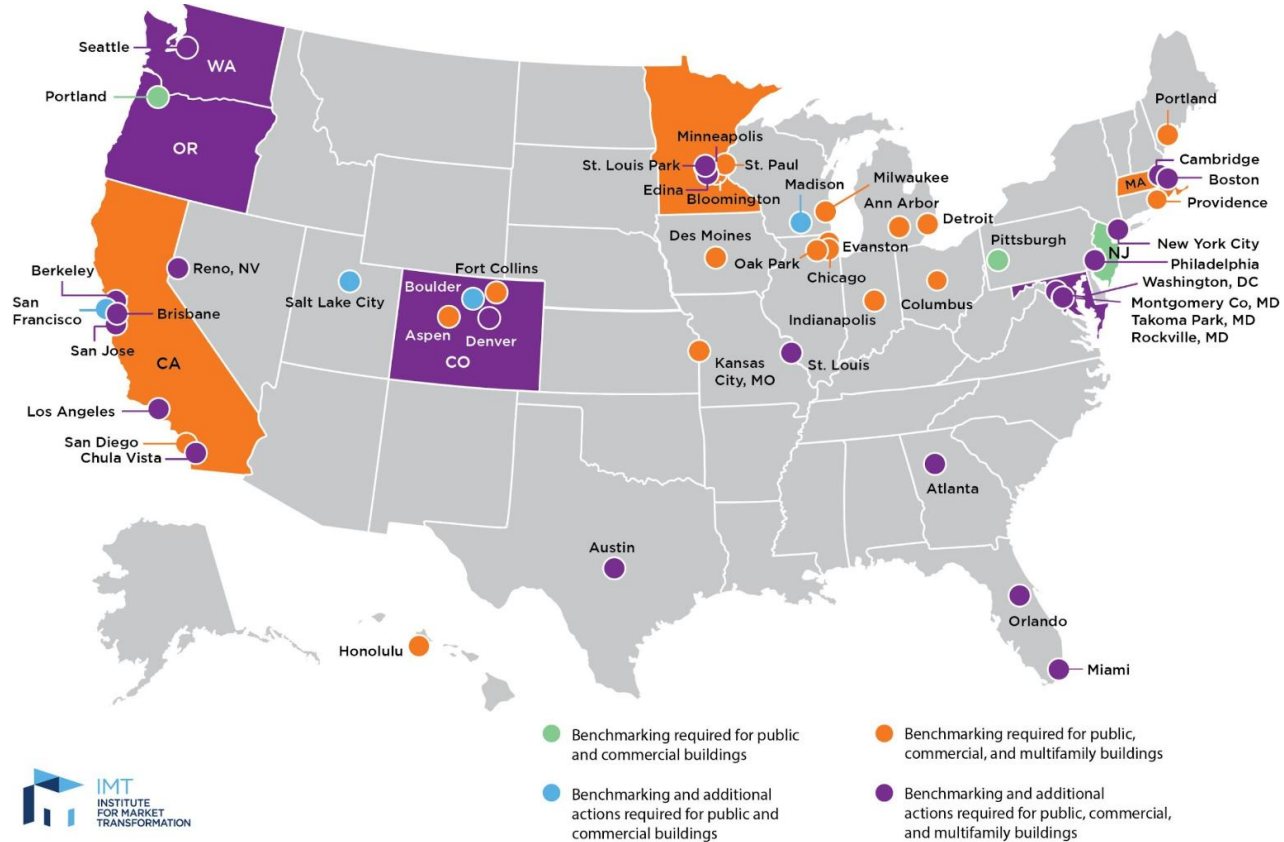 Seattle
WA
Portland
OR
Minneapolis
St. Louis Park
St. Paul
Edina
Bloomington
Madison
Milwaukee
Ann Arbor
Detroit
Portland
Cambridge
MA
Boston
Providence
Des Moines
Oak Park
Evanston
Chicago
Pittsburgh
NJ
New York City
Philadelphia
Washington, DC
Montgomery Co, MD
Takoma Park, MD
Rockville, MD
Berkeley
Reno, NV
San
Francisco
Brisbane
San Jose
CA
Salt Lake City
Fort Collins
Boulder
Aspen
Denver
CO
Indianapolis
Columbus
Kansas
City, MO
St. Louis
Los Angeles
San Diego
Chula Vista
Atlanta
Austin
Orlando
Honolulu
Miami
Benchmarking required for public
and commercial buildings
Benchmarking required for public,
commercial, and multifamily buildings
Benchmarking and additional
actions required for public and
commercial buildings
Benchmarking and additional
actions required for public, commercial,
and multifamily buildings
IMT
INSTITUTE
FOR MARKET
TRANSFORMATION